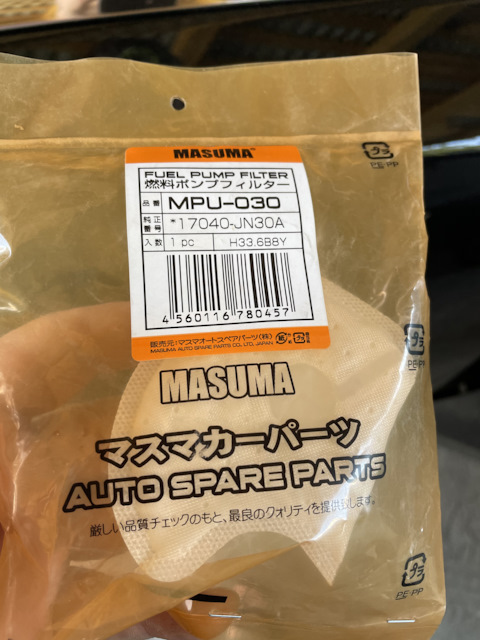 MASUMA
FUEL PUMP FILTER
燃料ポンプフィルター
品番 MPU-030
純正番号 *17040-JN30A
入数 1 pc H33.6B8Y
4 560116 780457
販売元:マスマオートスペアパーツ(株)
MASUMA AUTO SPARE PARTS CO., LTD, JAPAN
プラ
PE・PP
PE・PP
MASUMA
マスマカーパーツ
AUTO SPARE PARTS
厳しい品質チェックのもと、最良のクオリティを提供致します。
プラ
PE・PP